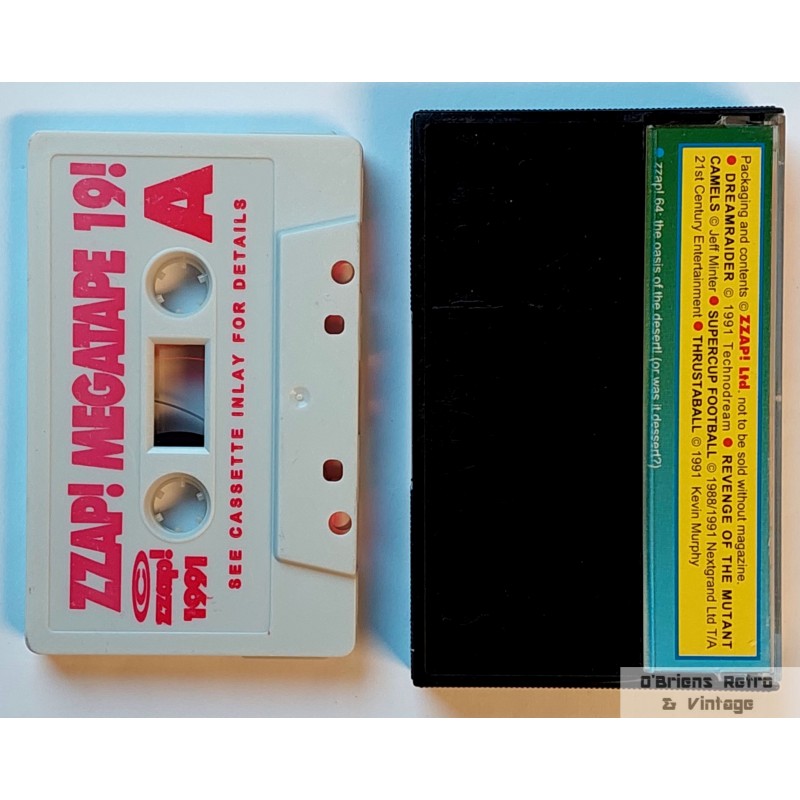 ZZAP! MEGATAPE 19!
A
SEE CASSETTE INLAY FOR DETAILS
©
zzap!
1991
Packaging and contents © ZZAP! Ltd, not to be sold without magazine.
● DREAMRAIDER © 1991 Technodream ● REVENGE OF THE MUTANT
CAMELS © Jeff Minter ● SUPERCUP FOOTBALL © 1988/1991 Nextgrand Ltd T/A
21st Century Entertainment ● THRUSTABALL © 1991 Kevin Murphy
● zzap! 64: the oasis of the desert! (or was it dessert?)
O'Briens Retro
& Vintage